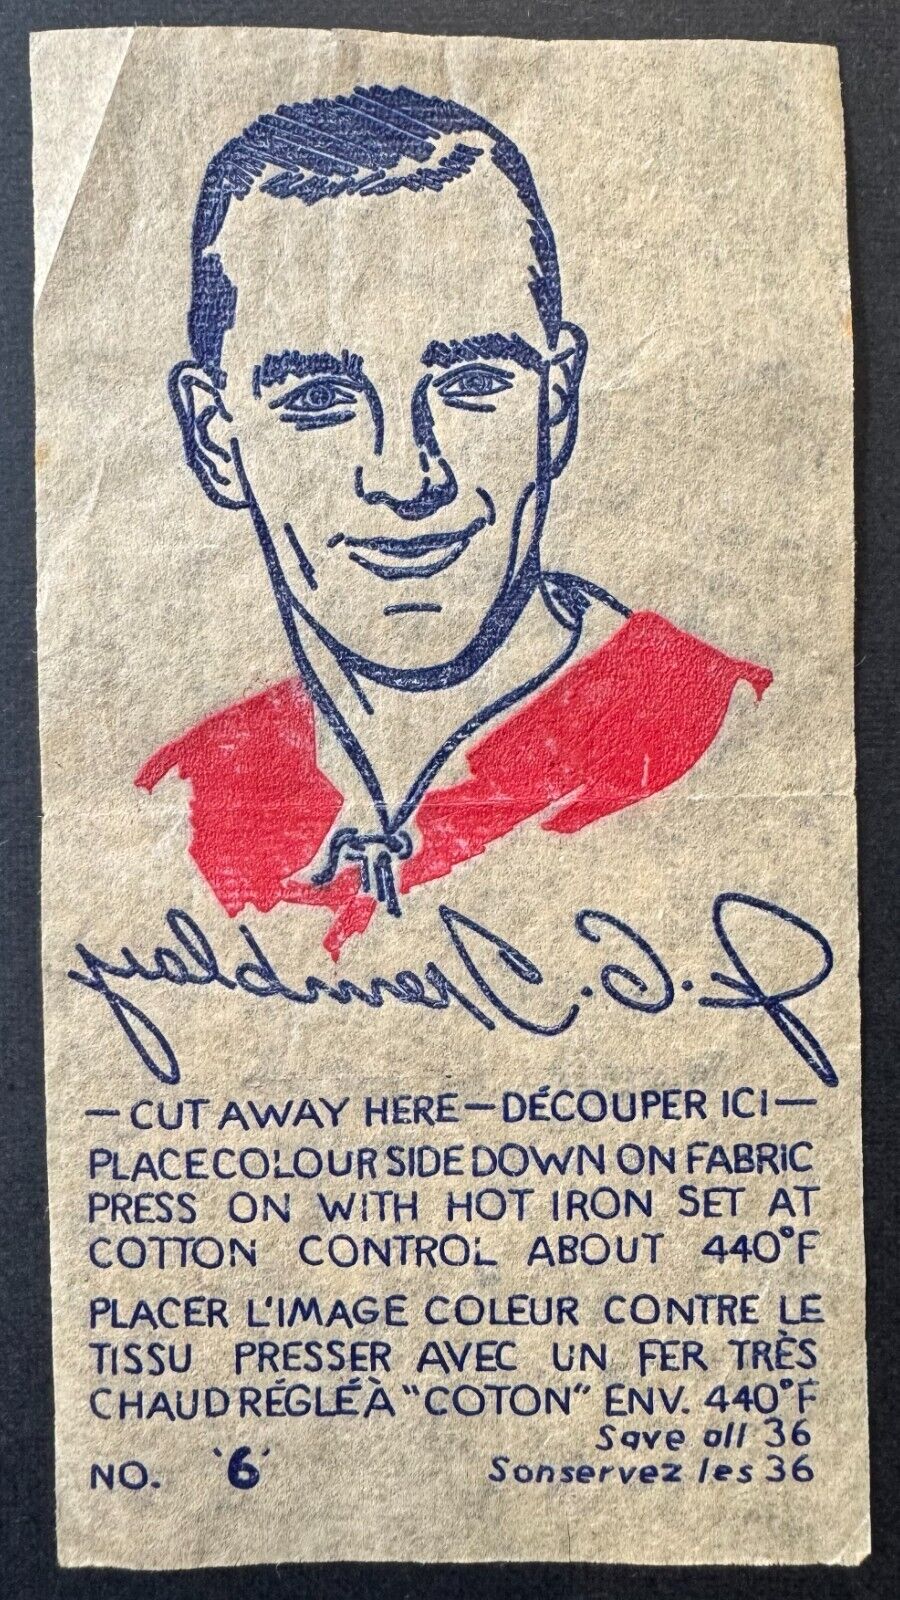 J.C. Tremblay
— CUT AWAY HERE — DÉCOUPER ICI —
PLACE COLOUR SIDE DOWN ON FABRIC
PRESS ON WITH HOT IRON SET AT
COTTON CONTROL ABOUT 440°F
PLACER L'IMAGE COLEUR CONTRE LE
TISSU PRESSER AVEC UN FER TRÈS
CHAUD RÉGLÉ À "COTON" ENV. 440°F
Save all 36
NO. '6' Sonservez les 36